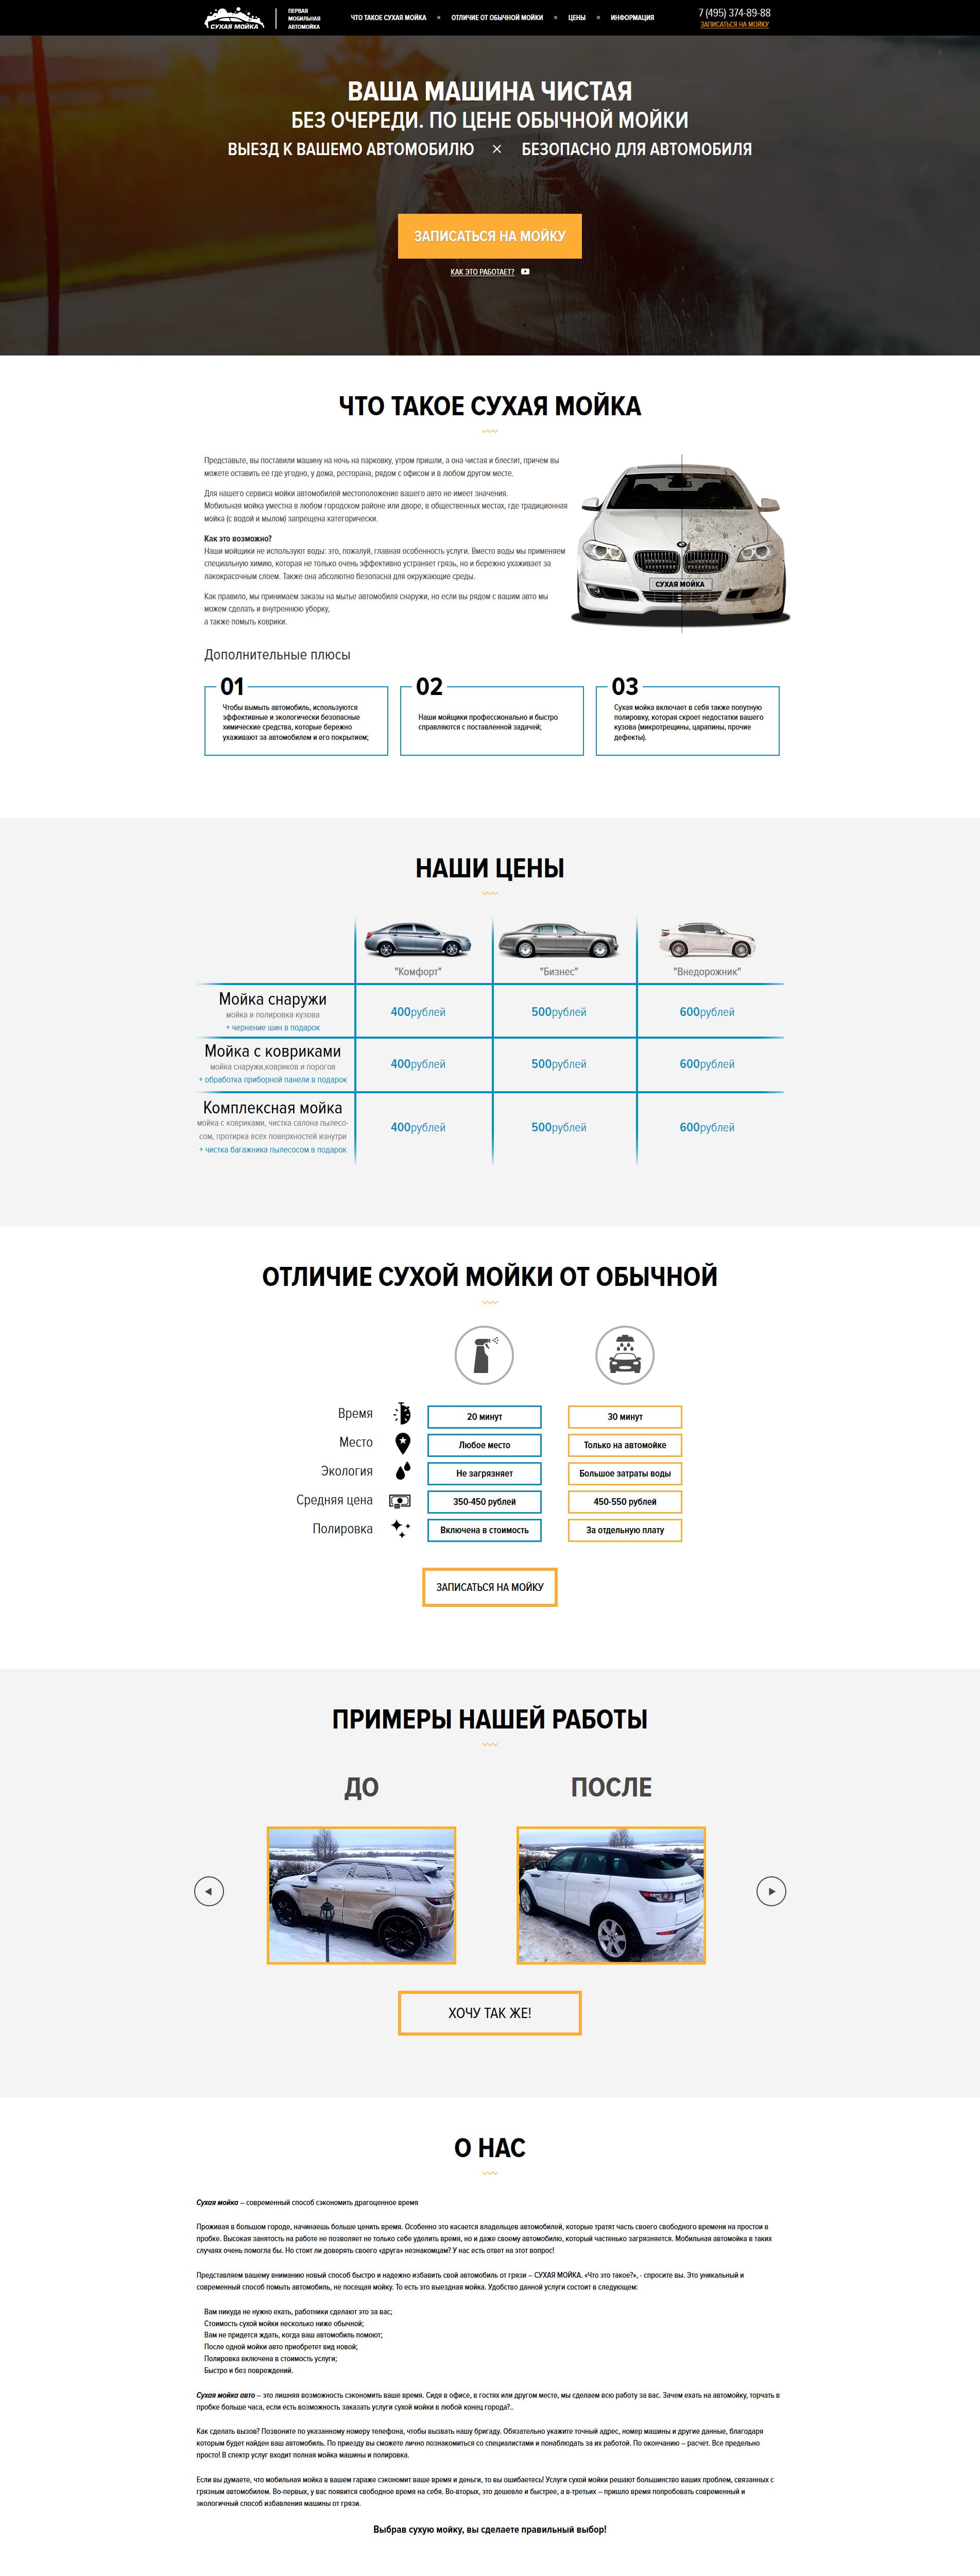 СУХАЯ МОЙКА
ПЕРВАЯ
МОБИЛЬНАЯ
АВТОМОЙКА
ЧТО ТАКОЕ СУХАЯ МОЙКА × ОТЛИЧИЕ ОТ ОБЫЧНОЙ МОЙКИ × ЦЕНЫ × ИНФОРМАЦИЯ
7 (495) 374-89-88
ЗАПИСАТЬСЯ НА МОЙКУ
ВАША МАШИНА ЧИСТАЯ
БЕЗ ОЧЕРЕДИ. ПО ЦЕНЕ ОБЫЧНОЙ МОЙКИ
ВЫЕЗД К ВАШЕМО АВТОМОБИЛЮ × БЕЗОПАСНО ДЛЯ АВТОМОБИЛЯ
ЗАПИСАТЬСЯ НА МОЙКУ
КАК ЭТО РАБОТАЕТ?
ЧТО ТАКОЕ СУХАЯ МОЙКА
Представьте, вы поставили машину на ночь на парковку, утром пришли, а она чистая и блестит, причем вы
можете оставить ее где угодно, у дома, ресторана, рядом с офисом и в любом другом месте.
Для нашего сервиса мойки автомобилей местоположение вашего авто не имеет значения.
Мобильная мойка уместна в любом городском районе или дворе, в общественных местах, где традиционная
мойка (с водой и мылом) запрещена категорически.
Как это возможно?
Наши мойщики не используют воды: это, пожалуй, главная особенность услуги. Вместо воды мы применяем
специальную химию, которая не только очень эффективно устраняет грязь, но и бережно ухаживает за
лакокрасочным слоем. Также она абсолютно безопасна для окружающие среды.
Как правило, мы принимаем заказы на мытье автомобиля снаружи, но если вы рядом с вашим авто мы
можем сделать и внутреннюю уборку,
а также помыть коврики.
СУХАЯ МОЙКА
Дополнительные плюсы
01
Чтобы вымыть автомобиль, используются
эффективные и экологически безопасные
химические средства, которые бережно
ухаживают за автомобилем и его покрытием;
02
Наши мойщики профессионально и быстро
справляются с поставленной задачей;
03
Сухая мойка включает в себя также попутную
полировку, которая скроет недостатки вашего
кузова (микротрещины, царапины, прочие
дефекты).
НАШИ ЦЕНЫ
"Комфорт" "Бизнес" "Внедорожник"
Мойка снаружи
мойка и полировка кузова
+ чернение шин в подарок
400рублей 500рублей 600рублей
Мойка с ковриками
мойка снаружи,ковриков и порогов
+ обработка приборной панели в подарок
400рублей 500рублей 600рублей
Комплексная мойка
мойка с ковриками, чистка салона пылесо-
сом, протирка всех поверхностей изнутри
+ чистка багажника пылесосом в подарок
400рублей 500рублей 600рублей
ОТЛИЧИЕ СУХОЙ МОЙКИ ОТ ОБЫЧНОЙ
Время 20 минут 30 минут
Место Любое место Только на автомойке
Экология Не загрязняет Большое затраты воды
Средняя цена 350-450 рублей 450-550 рублей
Полировка Включена в стоимость За отдельную плату
ЗАПИСАТЬСЯ НА МОЙКУ
ПРИМЕРЫ НАШЕЙ РАБОТЫ
ДО ПОСЛЕ
ХОЧУ ТАК ЖЕ!
О НАС
Сухая мойка – современный способ сэкономить драгоценное время
Проживая в большом городе, начинаешь больше ценить время. Особенно это касается владельцев автомобилей, которые тратят часть своего свободного времени на простои в
пробке. Высокая занятость на работе не позволяет не только себе уделить время, но и даже своему автомобилю, который частенько загрязняется. Мобильная автомойка в таких
случаях очень помогла бы. Но стоит ли доверять своего «друга» незнакомцам? У нас есть ответ на этот вопрос!
Представляем вашему вниманию новый способ быстро и надежно избавить свой автомобиль от грязи – СУХАЯ МОЙКА. «Что это такое?», - спросите вы. Это уникальный и
современный способ помыть автомобиль, не посещая мойку. То есть это выездная мойка. Удобство данной услуги состоит в следующем:
Вам никуда не нужно ехать, работники сделают это за вас;
Стоимость сухой мойки несколько ниже обычной;
Вам не придется ждать, когда ваш автомобиль помоют;
После одной мойки авто приобретет вид новой;
Полировка включена в стоимость услуги;
Быстро и без повреждений.
Сухая мойка авто – это лишняя возможность сэкономить ваше время. Сидя в офисе, в гостях или другом месте, мы сделаем всю работу за вас. Зачем ехать на автомойку, торчать в
пробке больше часа, если есть возможность заказать услуги сухой мойки в любой конец города?..
Как сделать вызов? Позвоните по указанному номеру телефона, чтобы вызвать нашу бригаду. Обязательно укажите точный адрес, номер машины и другие данные, благодаря
которым будет найден ваш автомобиль. По приезду вы сможете лично познакомиться со специалистами и понаблюдать за их работой. По окончанию – расчет. Все предельно
просто! В спектр услуг входит полная мойка машины и полировка.
Если вы думаете, что мобильная мойка в вашем гараже сэкономит ваше время и деньги, то вы ошибаетесь! Услуги сухой мойки решают большинство ваших проблем, связанных с
грязным автомобилем. Во-первых, у вас появится свободное время на себя. Во-вторых, это дешевле и быстрее, а в-третьих – пришло время попробовать современный и
экологичный способ избавления машины от грязи.
Выбрав сухую мойку, вы сделаете правильный выбор!